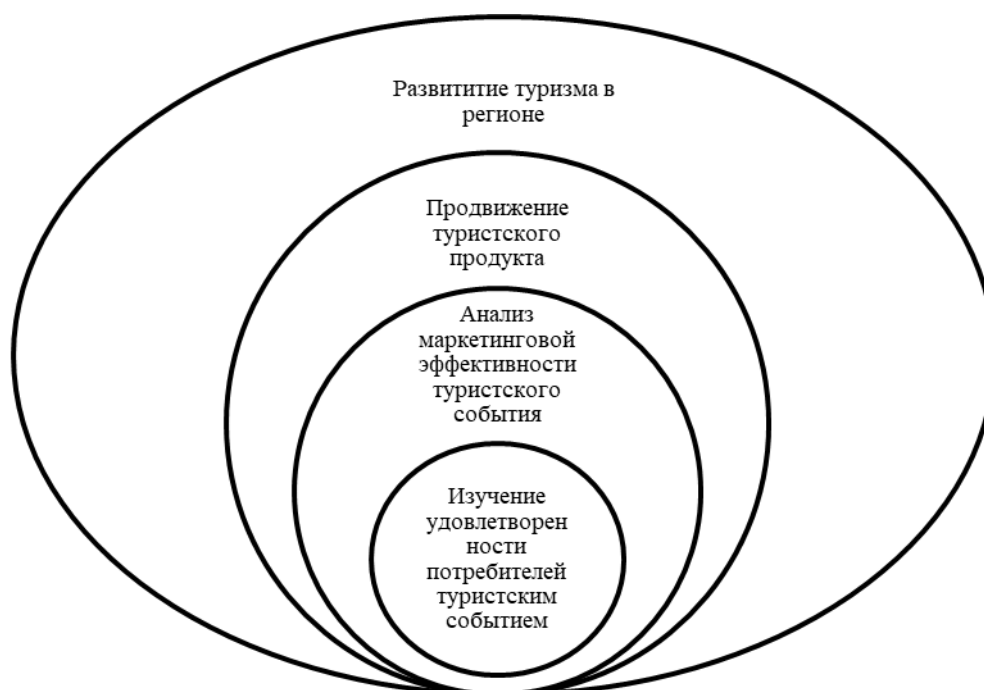 Развититие туризма в
регионе
Продвижение
туристского
продукта
Анализ
маркетинговой
эффективности
туристского
события
Изучение
удовлетворен
ности
потребителей
туристским
событием